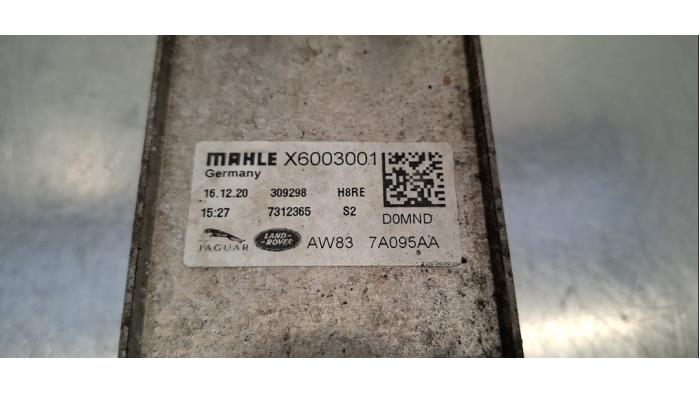 MAHLE X6003001
Germany
16.12.20 309298 H8RE
15:27 7312365 S2 D0MND
JAGUAR LAND-ROVER AW83 7A095AA